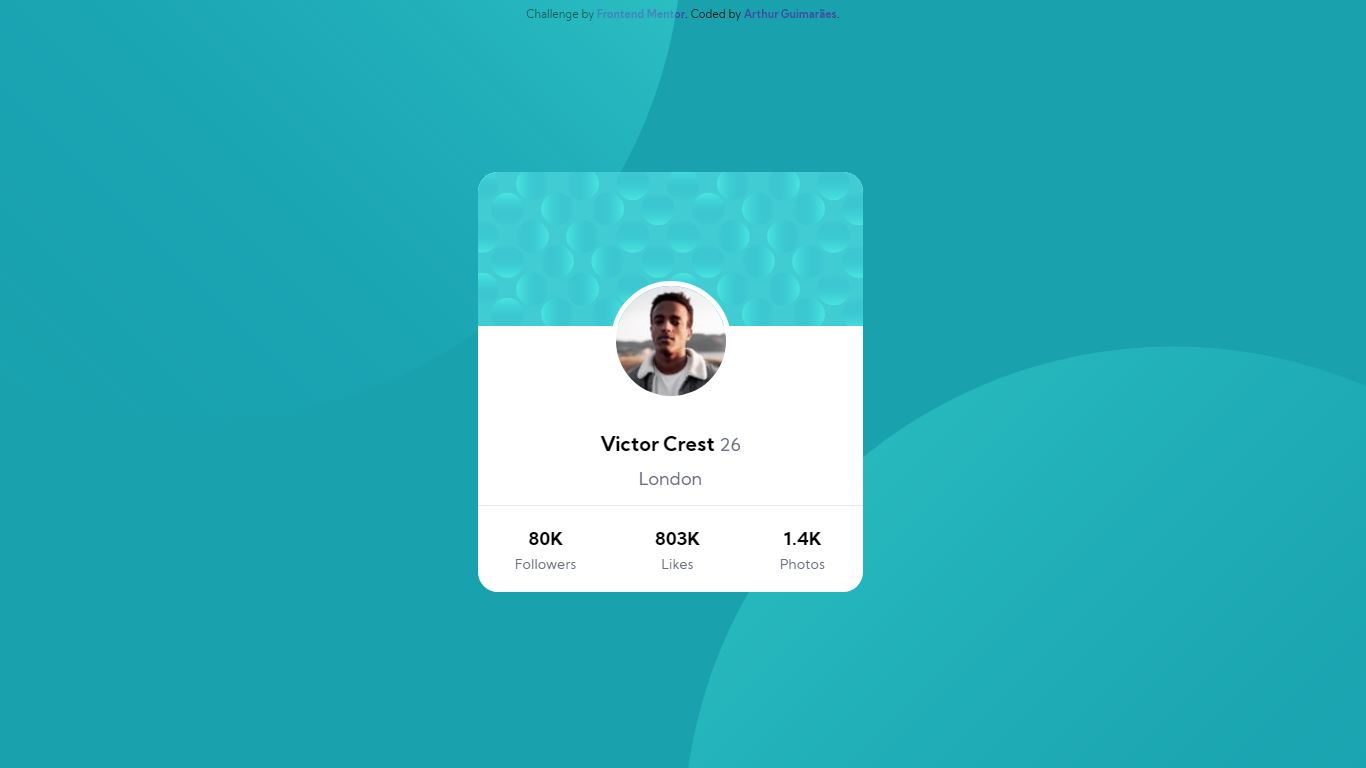 Challenge by Frontend Mentor. Coded by Arthur Guimarães.
Victor Crest 26
London
80K 803K 1.4K
Followers Likes Photos